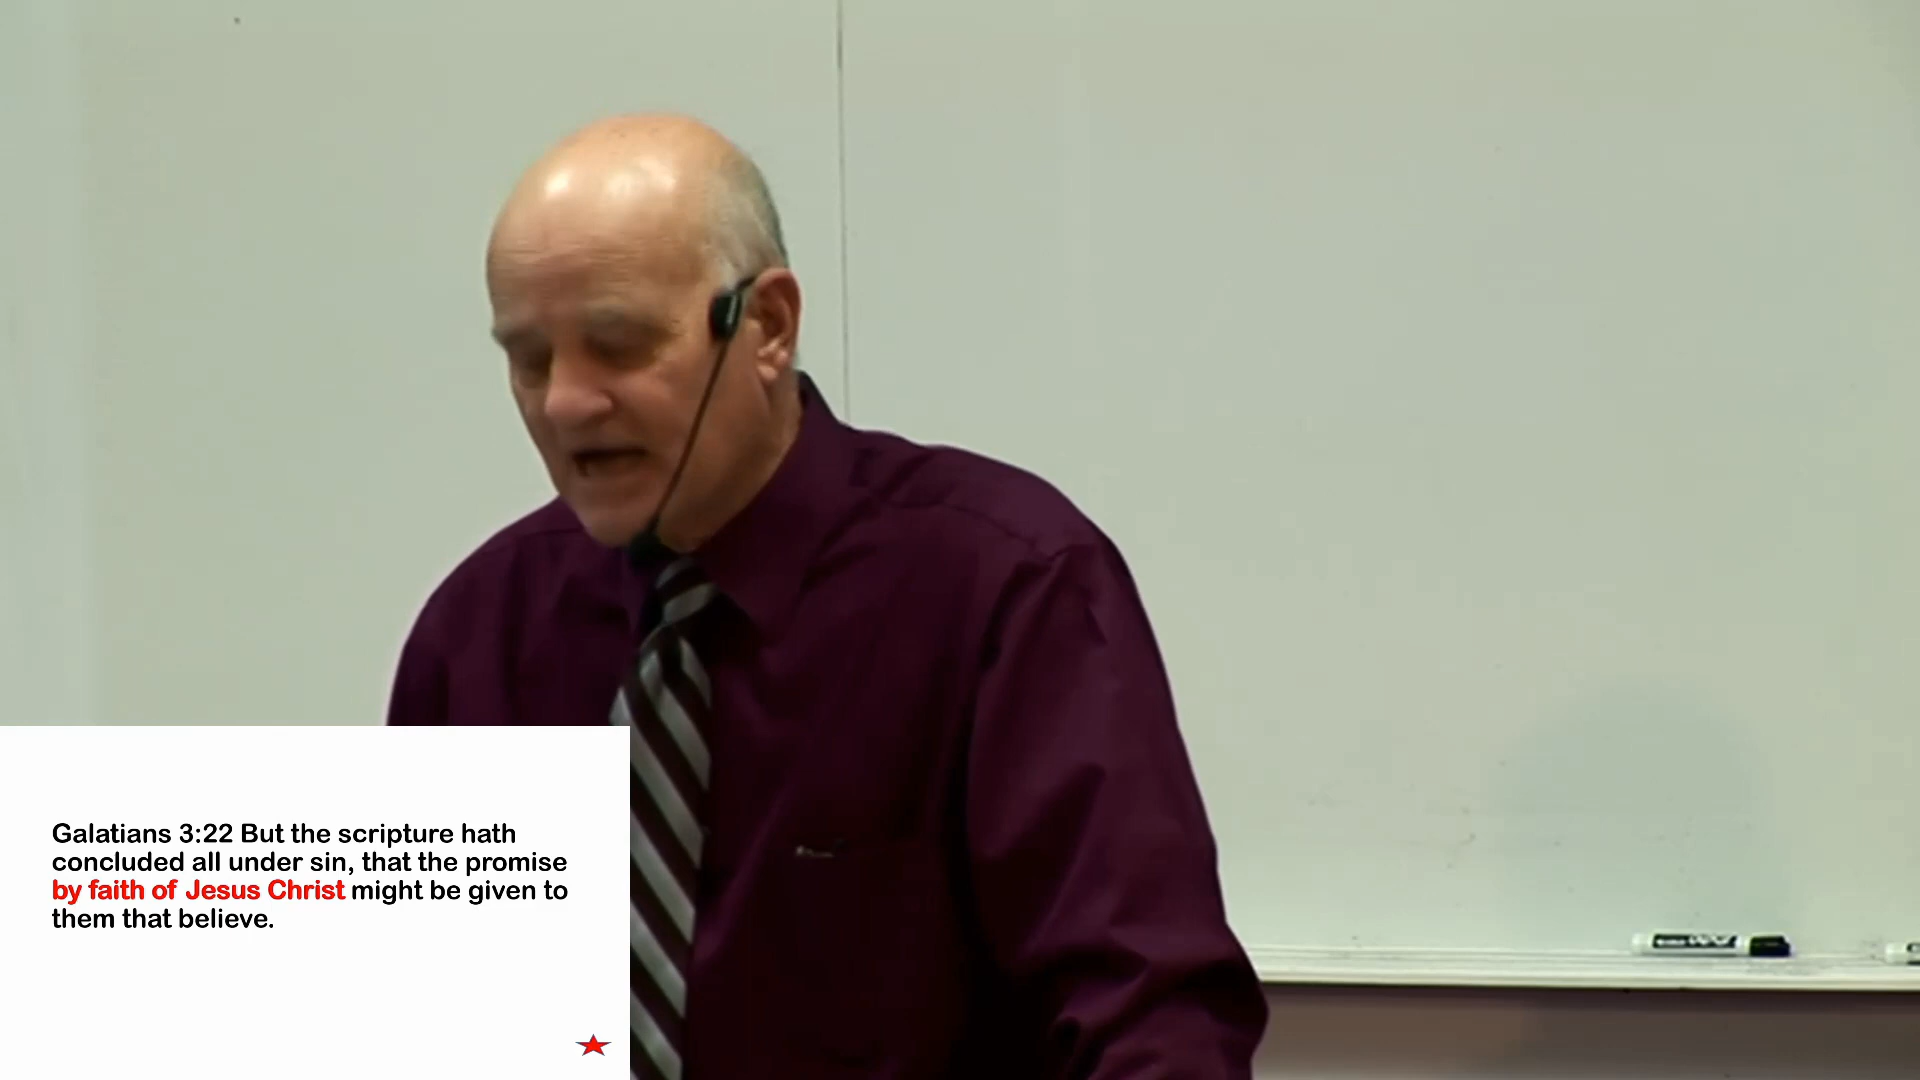 Galatians 3:22 But the scripture hath
concluded all under sin, that the promise
by faith of Jesus Christ might be given to
them that believe.